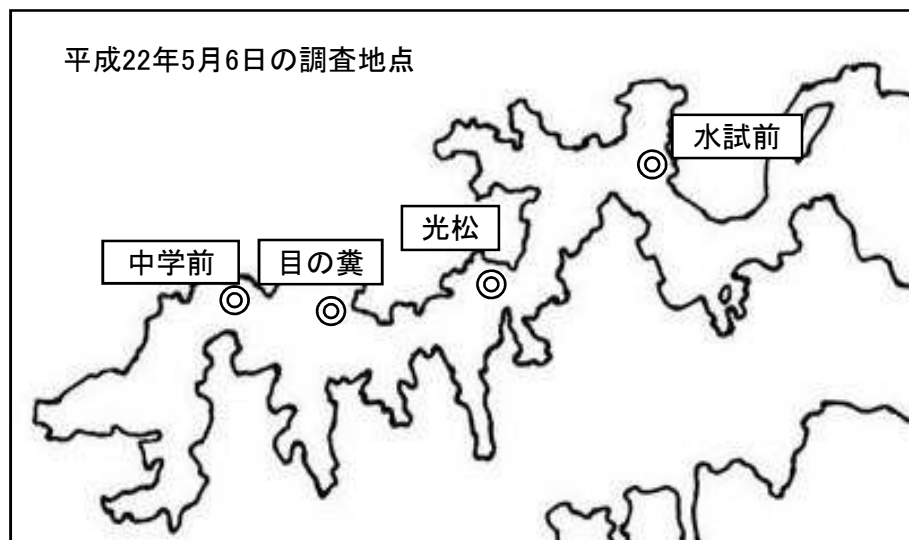 平成22年5月6日の調査地点
水試前
光松
中学前
目の糞